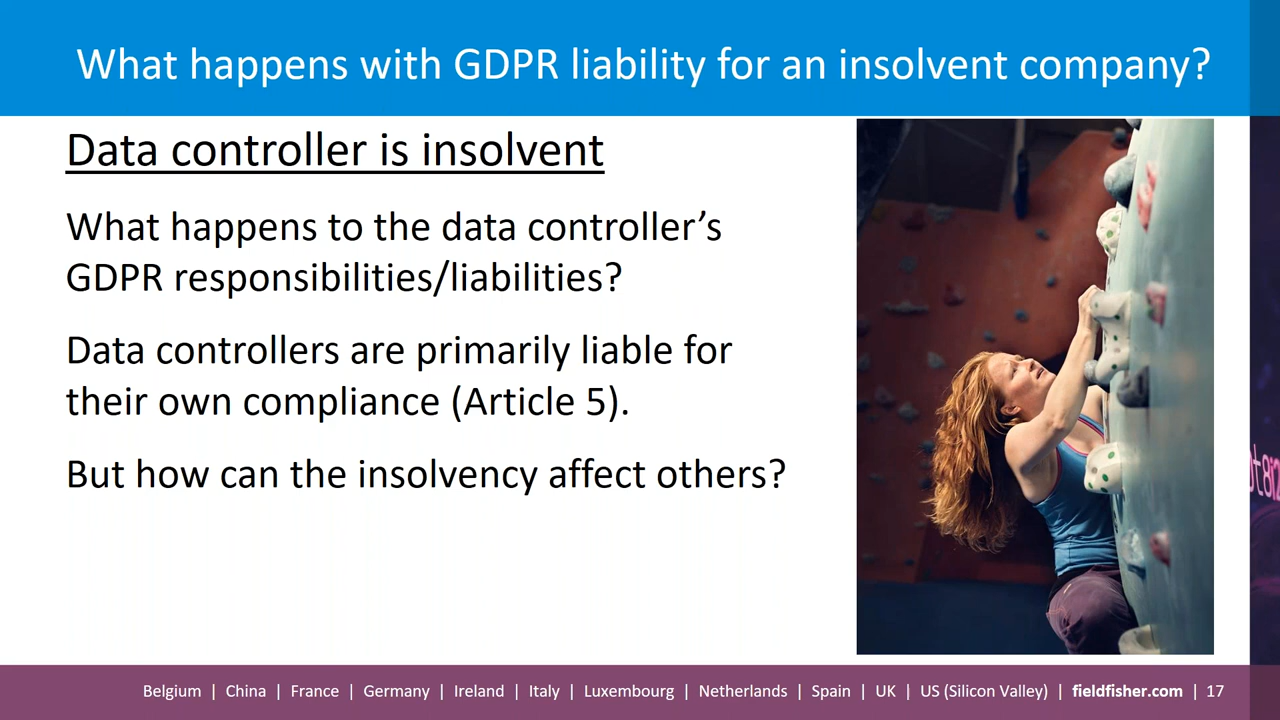 What happens with GDPR liability for an insolvent company?
Data controller is insolvent
What happens to the data controller’s
GDPR responsibilities/liabilities?
Data controllers are primarily liable for
their own compliance (Article 5).
But how can the insolvency affect others?
Belgium | China | France | Germany | Ireland | Italy | Luxembourg | Netherlands | Spain | UK | US (Silicon Valley) | fieldfisher.com | 17